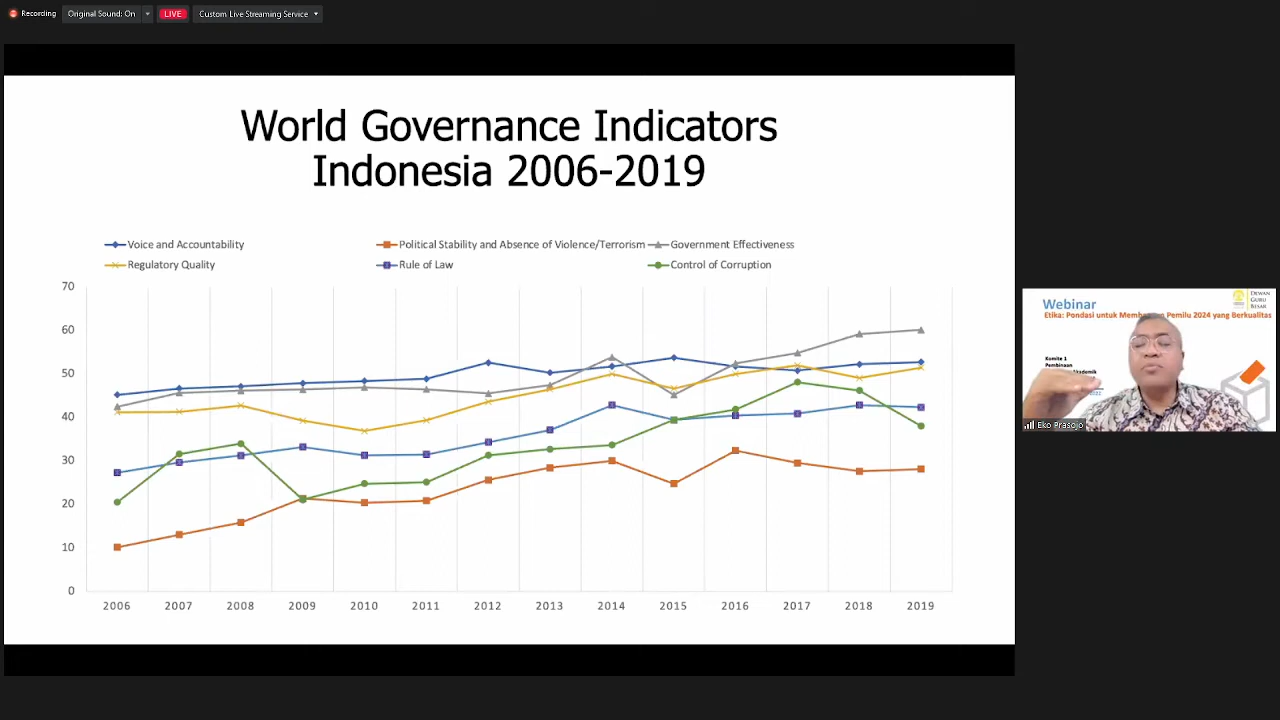 Recording
Original Sound: On
LIVE
Custom Live Streaming Service
World Governance Indicators
Indonesia 2006-2019
Voice and Accountability
Political Stability and Absence of Violence/Terrorism
Government Effectiveness
Regulatory Quality
Rule of Law
Control of Corruption
70
60
50
40
30
20
10
0
2006 2007 2008 2009 2010 2011 2012 2013 2014 2015 2016 2017 2018 2019
DEWAN
GURU
BESAR
Webinar
Etika: Pondasi untuk Pemilu 2024 yang Berkualitas
Komite 1
Pembinaan
Eko Prasojo